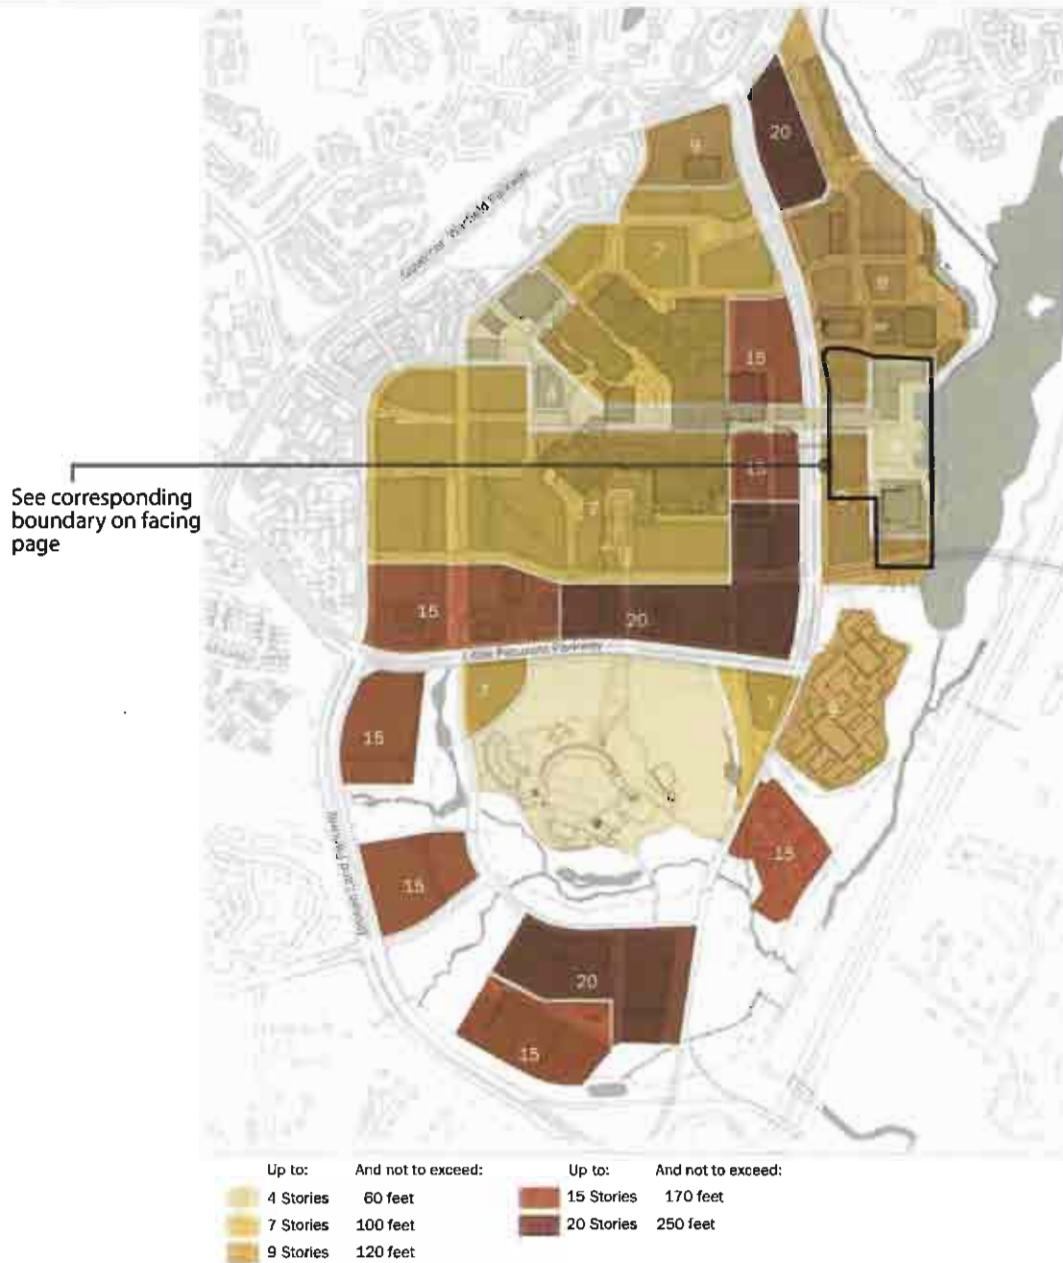 20
9
7
9
15
4
15
See corresponding
boundary on facing
page
7
15
20
Little Patuxent Parkway
7
7
9
15
15
15
20
15
Up to: And not to exceed:
4 Stories 60 feet
7 Stories 100 feet
9 Stories 120 feet
Up to: And not to exceed:
15 Stories 170 feet
20 Stories 250 feet